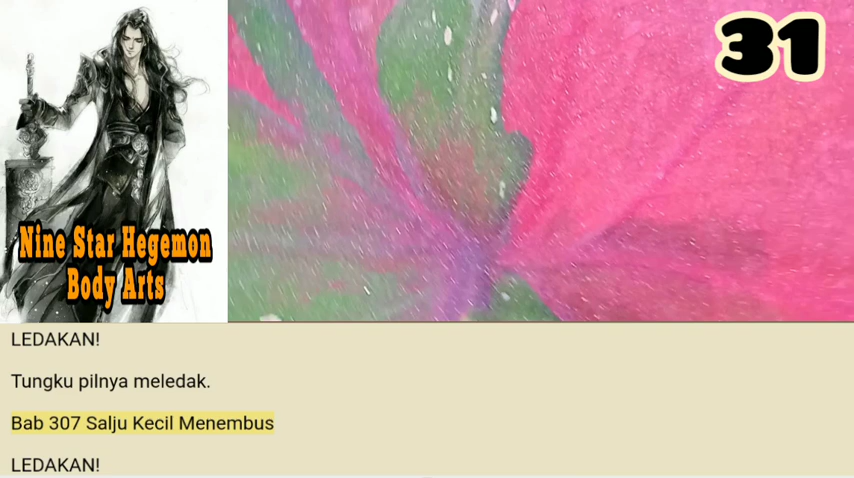 31
Nine Star Hegemon
Body Arts
LEDAKAN!
Tungku pilnya meledak.
Bab 307 Salju Kecil Menembus
LEDAKAN!